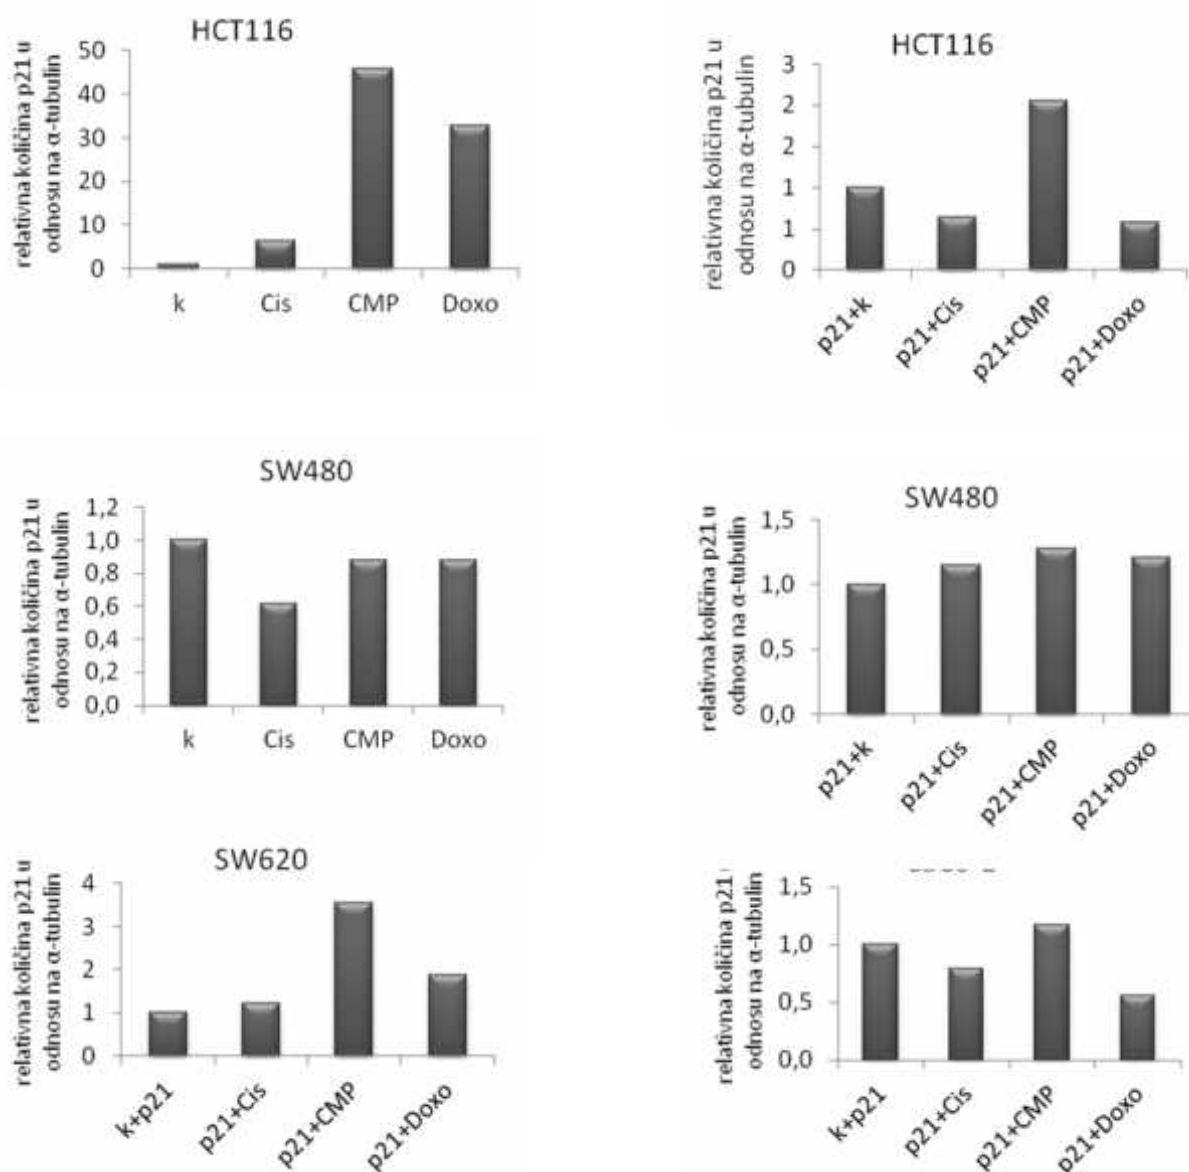 HCT116
relativna količina p21 u
odnosu na α-tubulin
50
40
30
20
10
0
k Cis CMP Doxo
HCT116
relativna količina p21 u
odnosu na α-tubulin
3
2
2
1
1
0
p21+k p21+Cis p21+CMP p21+Doxo
SW480
relativna količina p21 u
odnosu na α-tubulin
1,2
1,0
0,8
0,6
0,4
0,2
0,0
k Cis CMP Doxo
SW480
relativna količina p21 u
odnosu na α-tubulin
1,5
1,0
0,5
0,0
p21+k p21+Cis p21+CMP p21+Doxo
SW620
relativna količina p21 u
odnosu na α-tubulin
4
3
2
1
0
k+p21 p21+Cis p21+CMP p21+Doxo
relativna količina p21
odnosu na α-tubulin
1,5
1,0
0,5
0,0
k+p21 p21+Cis p21+CMP p21+Doxo